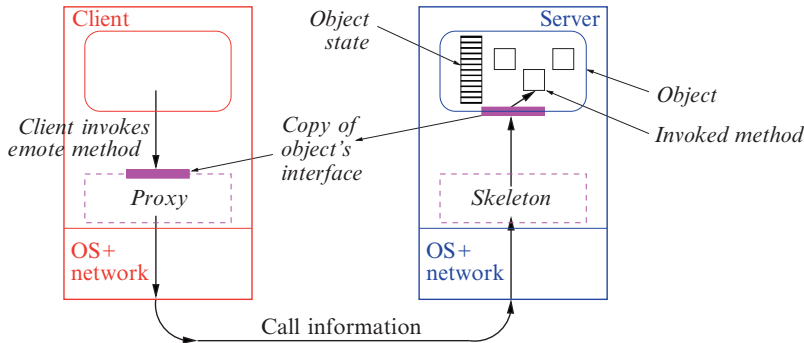 Client
Object
state
Server
Object
Invoked method
Client invokes
emote method
Copy of
object's
interface
Proxy
Skeleton
OS+
network
OS+
network
Call information